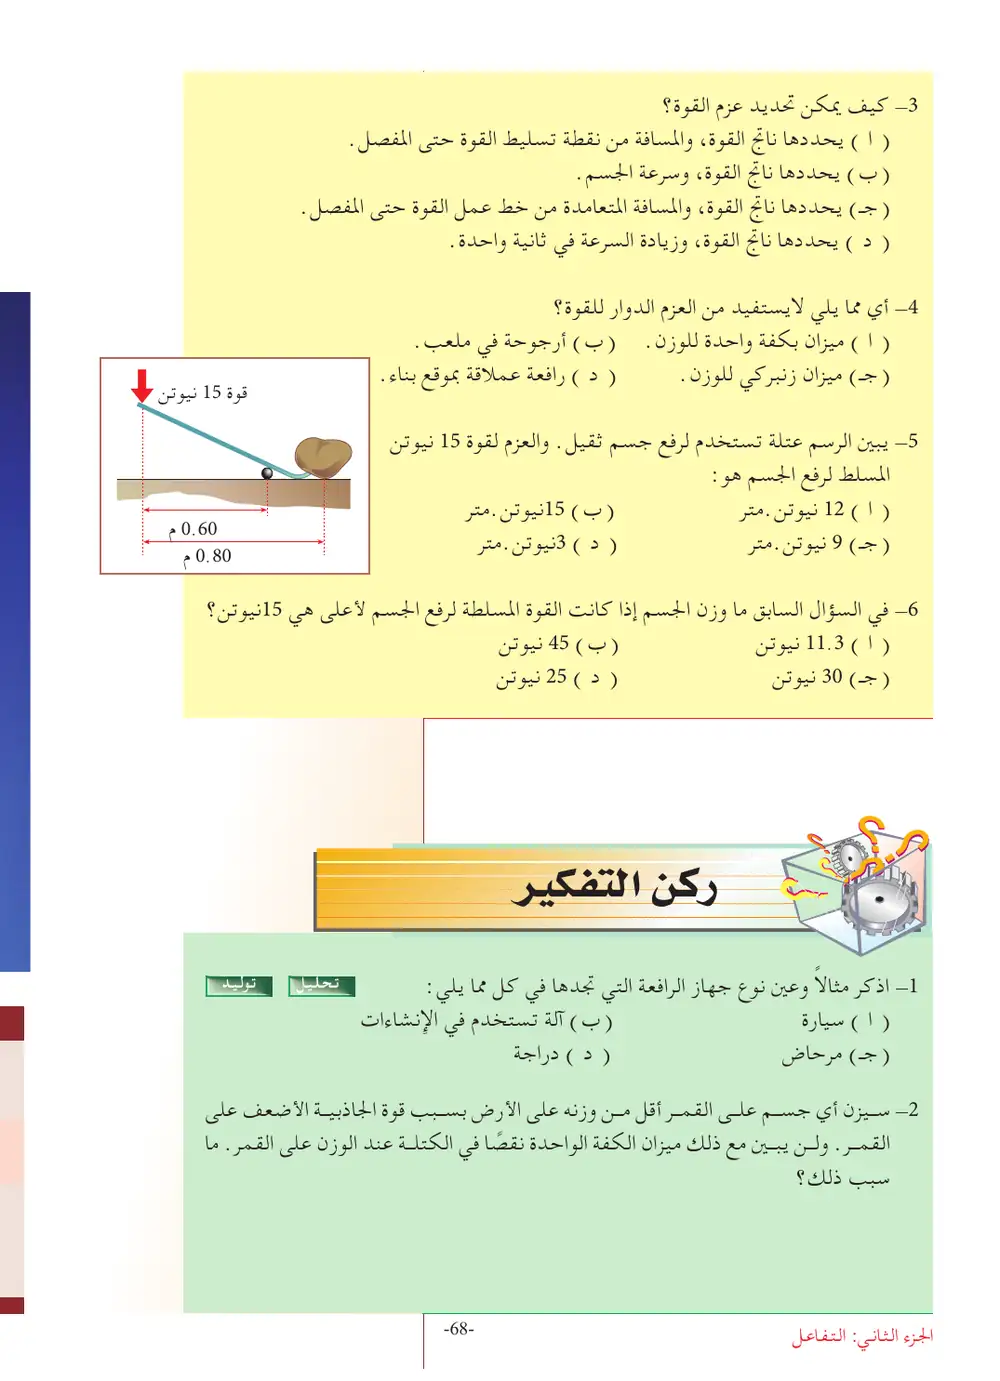 3– كيف يمكن تحديد عزم القوة؟
( ا ) يحددها ناتج القوة، والمسافة من نقطة تسليط القوة حتى المفصل.
(ب) يحددها ناتج القوة، وسرعة الجسم.
(جـ) يحددها ناتج القوة، والمسافة المتعامدة من خط عمل القوة حتى المفصل.
( د ) يحددها ناتج القوة، وزيادة السرعة في ثانية واحدة.
4– أي مما يلي لايستفيد من العزم الدوار للقوة؟
( ا ) ميزان بكفة واحدة للوزن. (ب) أرجوحة في ملعب.
(جـ) ميزان زنبركي للوزن. ( د ) رافعة عملاقة بموقع بناء.
5– يبين الرسم عتلة تستخدم لرفع جسم ثقيل. والعزم لقوة 15 نيوتن
المسلط لرفع الجسم هو:
( ا ) 12 نيوتن.متر (ب) 15نيوتن.متر
(جـ) 9 نيوتن.متر ( د ) 3نيوتن.متر
قوة 15 نيوتن
0.60 م
0.80 م
6– في السؤال السابق ما وزن الجسم إذا كانت القوة المسلطة لرفع الجسم لأعلى هي 15نيوتن؟
( ا ) 11.3 نيوتن (ب) 45 نيوتن
(جـ) 30 نيوتن ( د ) 25 نيوتن
ركن التفكير
1– اذكر مثالاً وعين نوع جهاز الرافعة التي تجدها في كل مما يلي: تحليل توليد
( ا ) سيارة (ب) آلة تستخدم في الإنشاءات
(جـ) مرحاض ( د ) دراجة
2– سيزن أي جسم على القمر أقل من وزنه على الأرض بسبب قوة الجاذبية الأضعف على
القمر. ولن يبين مع ذلك ميزان الكفة الواحدة نقصًا في الكتلة عند الوزن على القمر. ما
سبب ذلك؟
-68-
الجزء الثاني: التفاعل